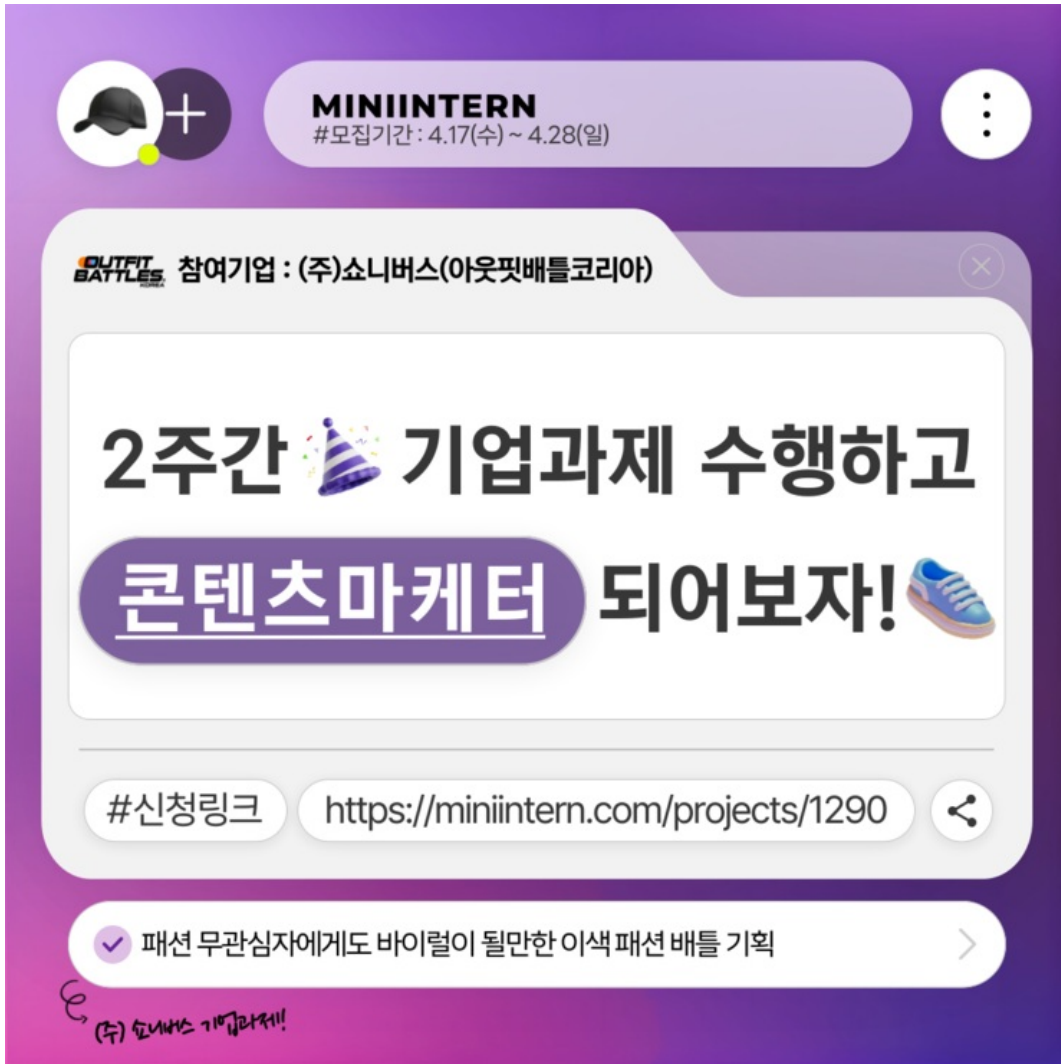 MINIINTERN
#모집기간 : 4.17(수) ~ 4.28(일)
OUTFIT
BATTLES
KOREA
참여기업 : (주)쇼니버스(아웃핏배틀코리아)
2주간 기업과제 수행하고
콘텐츠마케터 되어보자!
#신청링크 https://miniintern.com/projects/1290
패션 무관심자에게도 바이럴이 될만한 이색 패션 배틀 기획
(주) 쇼니버스 기업과제!!